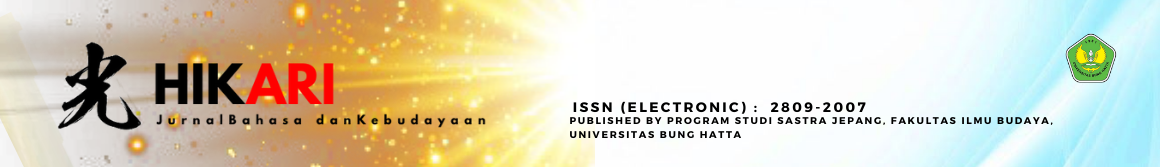 光 HIKARI
JurnalBahasa danKebudayaan
ISSN (ELECTRONIC) : 2809-2007
PUBLISHED BY PROGRAM STUDI SASTRA JEPANG, FAKULTAS ILMU BUDAYA,
UNIVERSITAS BUNG HATTA